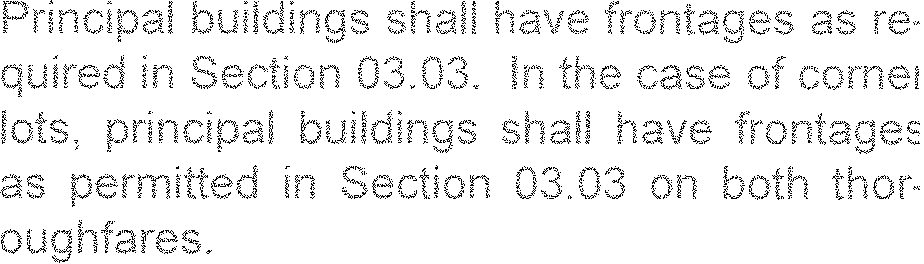 Principal buildings shall have frontages as re-
quired in Section 03.03. In the case of corner
lots, principal buildings shall have frontages
as permitted in Section 03.03 on both thor-
oughfares.